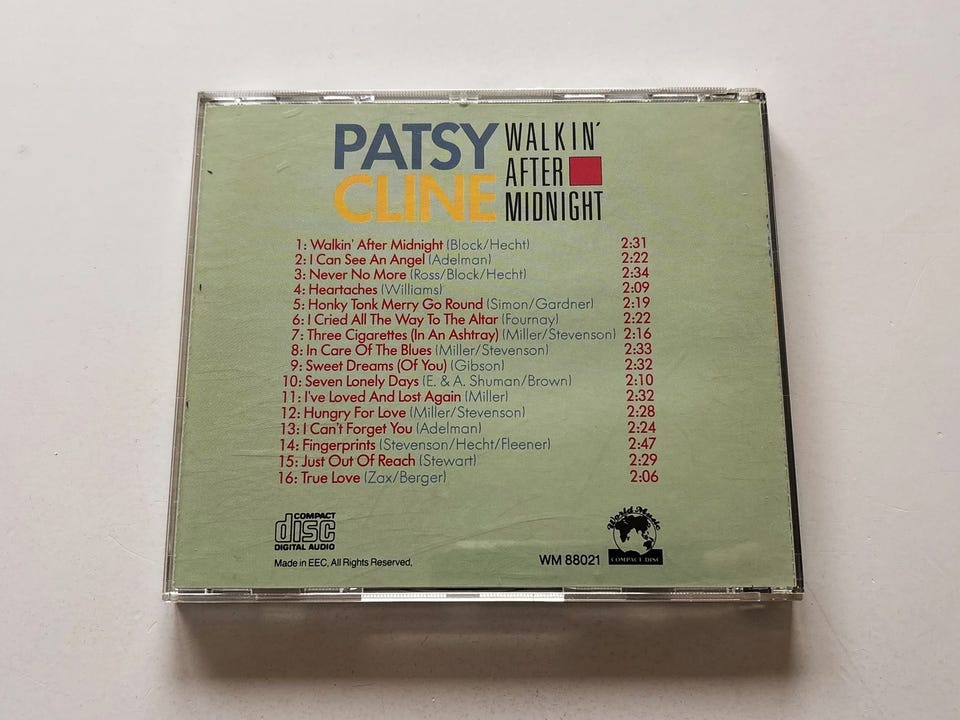 PATSY CLINE
WALKIN' AFTER MIDNIGHT
1: Walkin' After Midnight (Block/Hecht) 2:31
2: I Can See An Angel (Adelman) 2:22
3: Never No More (Ross/Block/Hecht) 2:34
4: Heartaches (Williams) 2:09
5: Honky Tonk Merry Go Round (Simon/Gardner) 2:19
6: I Cried All The Way To The Altar (Fournay) 2:22
7: Three Cigarettes (In An Ashtray) (Miller/Stevenson) 2:16
8: In Care Of The Blues (Miller/Stevenson) 2:33
9: Sweet Dreams (Of You) (Gibson) 2:32
10: Seven Lonely Days (E. & A. Shuman/Brown) 2:10
11: I've Loved And Lost Again (Miller) 2:32
12: Hungry For Love (Miller/Stevenson) 2:28
13: I Can't Forget You (Adelman) 2:24
14: Fingerprints (Stevenson/Hecht/Fleener) 2:47
15: Just Out Of Reach (Stewart) 2:29
16: True Love (Zax/Berger) 2:06
COMPACT
disc
DIGITAL AUDIO
Made in EEC, All Rights Reserved,
WM 88021
World Music
COMPACT DISC